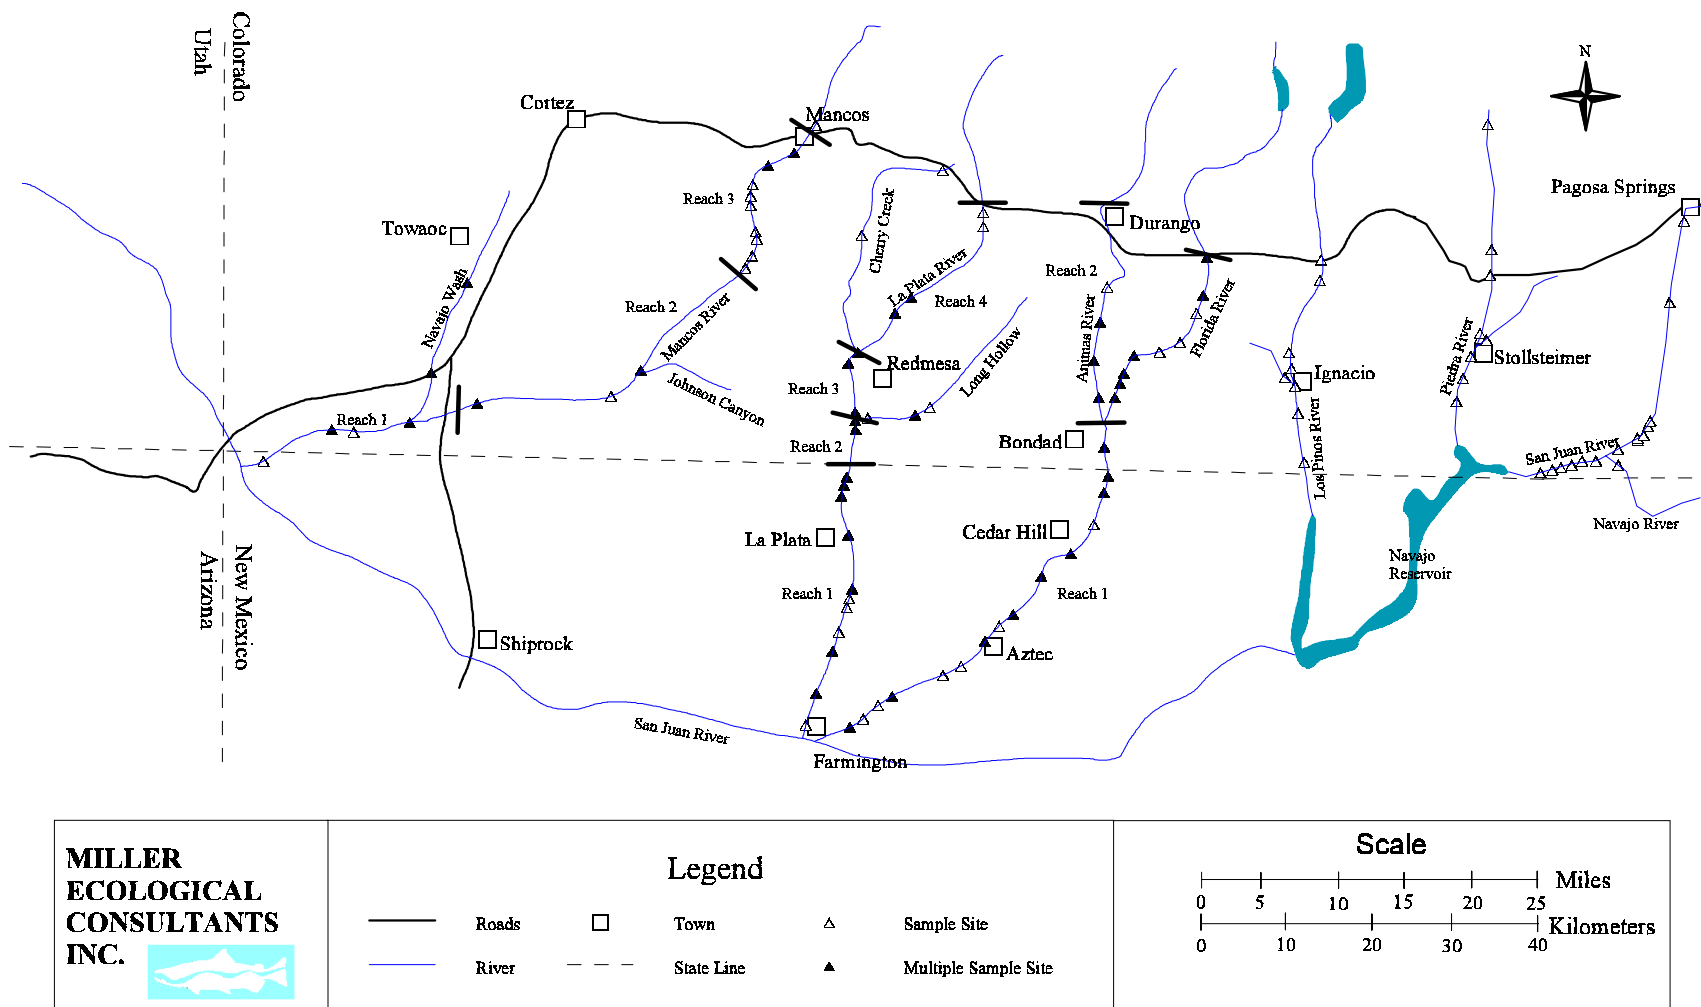 Colorado
Utah
N
Cortez
Mancos
Pagosa Springs
Reach 3
Towaoc
Cherry Creek
Durango
Navajo Wash
La Plata River
Reach 2
Reach 4
Reach 2
Mancos River
Animas River
Florida River
Johnson Canyon
Redmesa
Long Hollow
Piedra River
Stollsteimer
Ignacio
Reach 3
Reach 1
Reach 2
Bondad
Los Pinos River
San Juan River
Navajo River
New Mexico
Arizona
La Plata
Cedar Hill
Navajo
Reservoir
Reach 1
Reach 1
Shiprock
Aztec
San Juan River
Farmington
MILLER
ECOLOGICAL
CONSULTANTS
INC.
Legend
Roads
Town
Sample Site
River
State Line
Multiple Sample Site
Scale
Miles
0 5 10 15 20 25
Kilometers
0 10 20 30 40